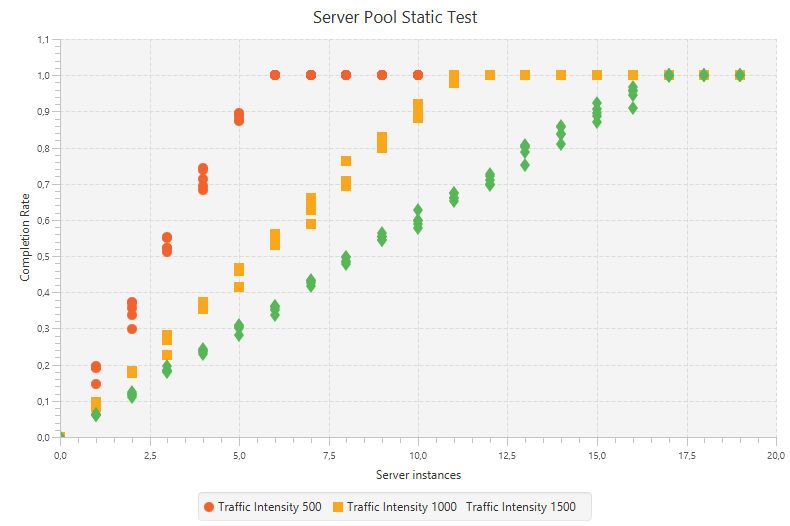 Server Pool Static Test
1,1
1,0
0,9
0,8
0,7
0,6
0,5
0,4
0,3
0,2
0,1
0,0
Completion Rate
0,0 2,5 5,0 7,5 10,0 12,5 15,0 17,5 20,0
Server instances
Traffic Intensity 500 Traffic Intensity 1000 Traffic Intensity 1500